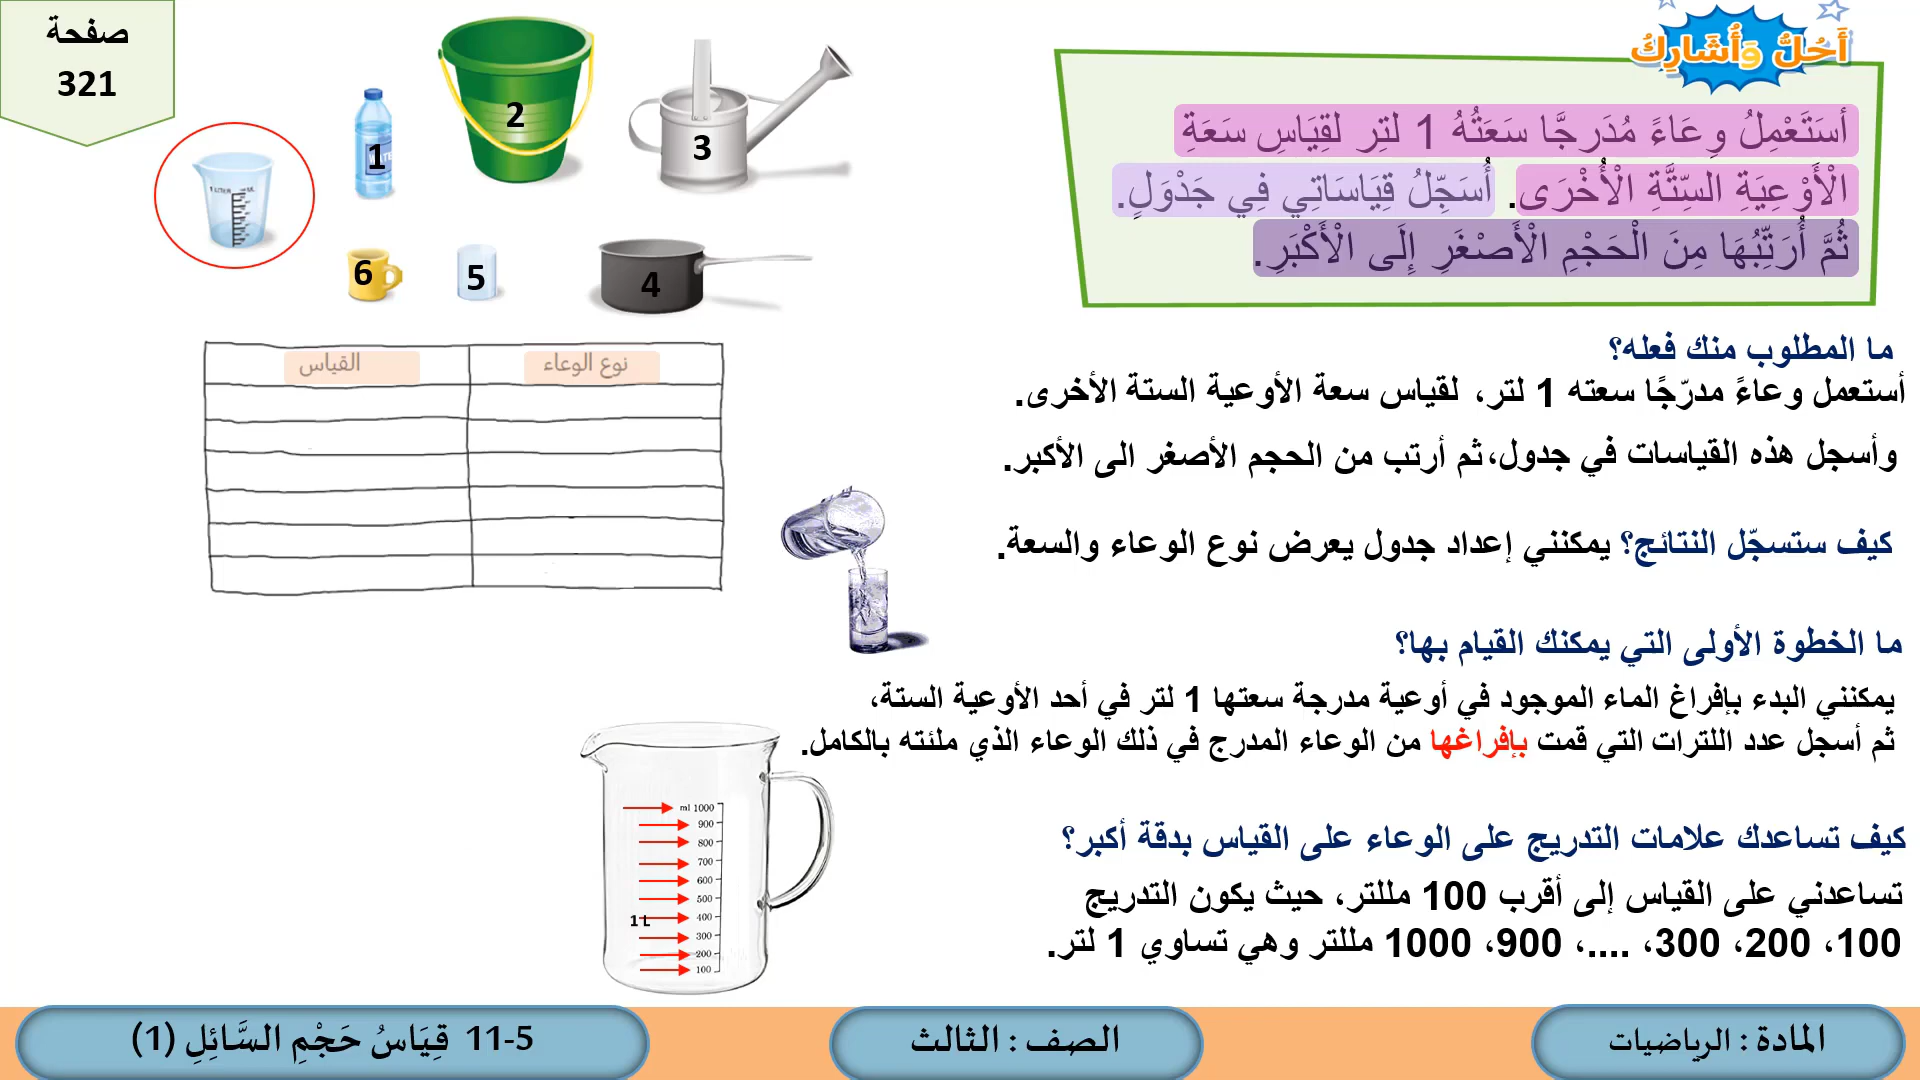 صفحة
321
أَحُلُّ وَأُشَارِكُ
أَسْتَعْمِلُ وِعَاءً مُدَرجَّا سَعَتُهُ 1 لتِر لقِيَاسِ سَعَةِ
الْأَوْعِيَةِ السِّتَّةِ الْأُخْرَى. أُسَجِّلُ قِيَاسَاتِي فِي جَدْوَلٍ.
ثُمَّ أُرَتِّبُهَا مِنَ الْحَجْمِ الْأَصْغَرِ إِلَى الْأَكْبَرِ.
1
2
3
4
5
6
1 LITER
نوع الوعاء
القياس
ما المطلوب منك فعله؟
أستعمل وعاءً مدرّجًا سعته 1 لتر، لقياس سعة الأوعية الستة الأخرى.
وأسجل هذه القياسات في جدول، ثم أرتب من الحجم الأصغر الى الأكبر.
كيف ستسجّل النتائج؟ يمكنني إعداد جدول يعرض نوع الوعاء والسعة.
ما الخطوة الأولى التي يمكنك القيام بها؟
يمكنني البدء بإفراغ الماء الموجود في أوعية مدرجة سعتها 1 لتر في أحد الأوعية الستة،
ثم أسجل عدد اللترات التي قمت بإفراغها من الوعاء المدرج في ذلك الوعاء الذي ملئته بالكامل.
كيف تساعدك علامات التدريج على الوعاء على القياس بدقة أكبر؟
تساعدني على القياس إلى أقرب 100 مللتر، حيث يكون التدريج
100، 200، 300، ....، 900، 1000 مللتر وهي تساوي 1 لتر.
ml 1000
900
800
700
600
500
400
300
200
100
1 L
المادة : الرياضيات
الصف : الثالث
11-5 قِيَاسُ حَجْمِ السَّائِلِ (1)